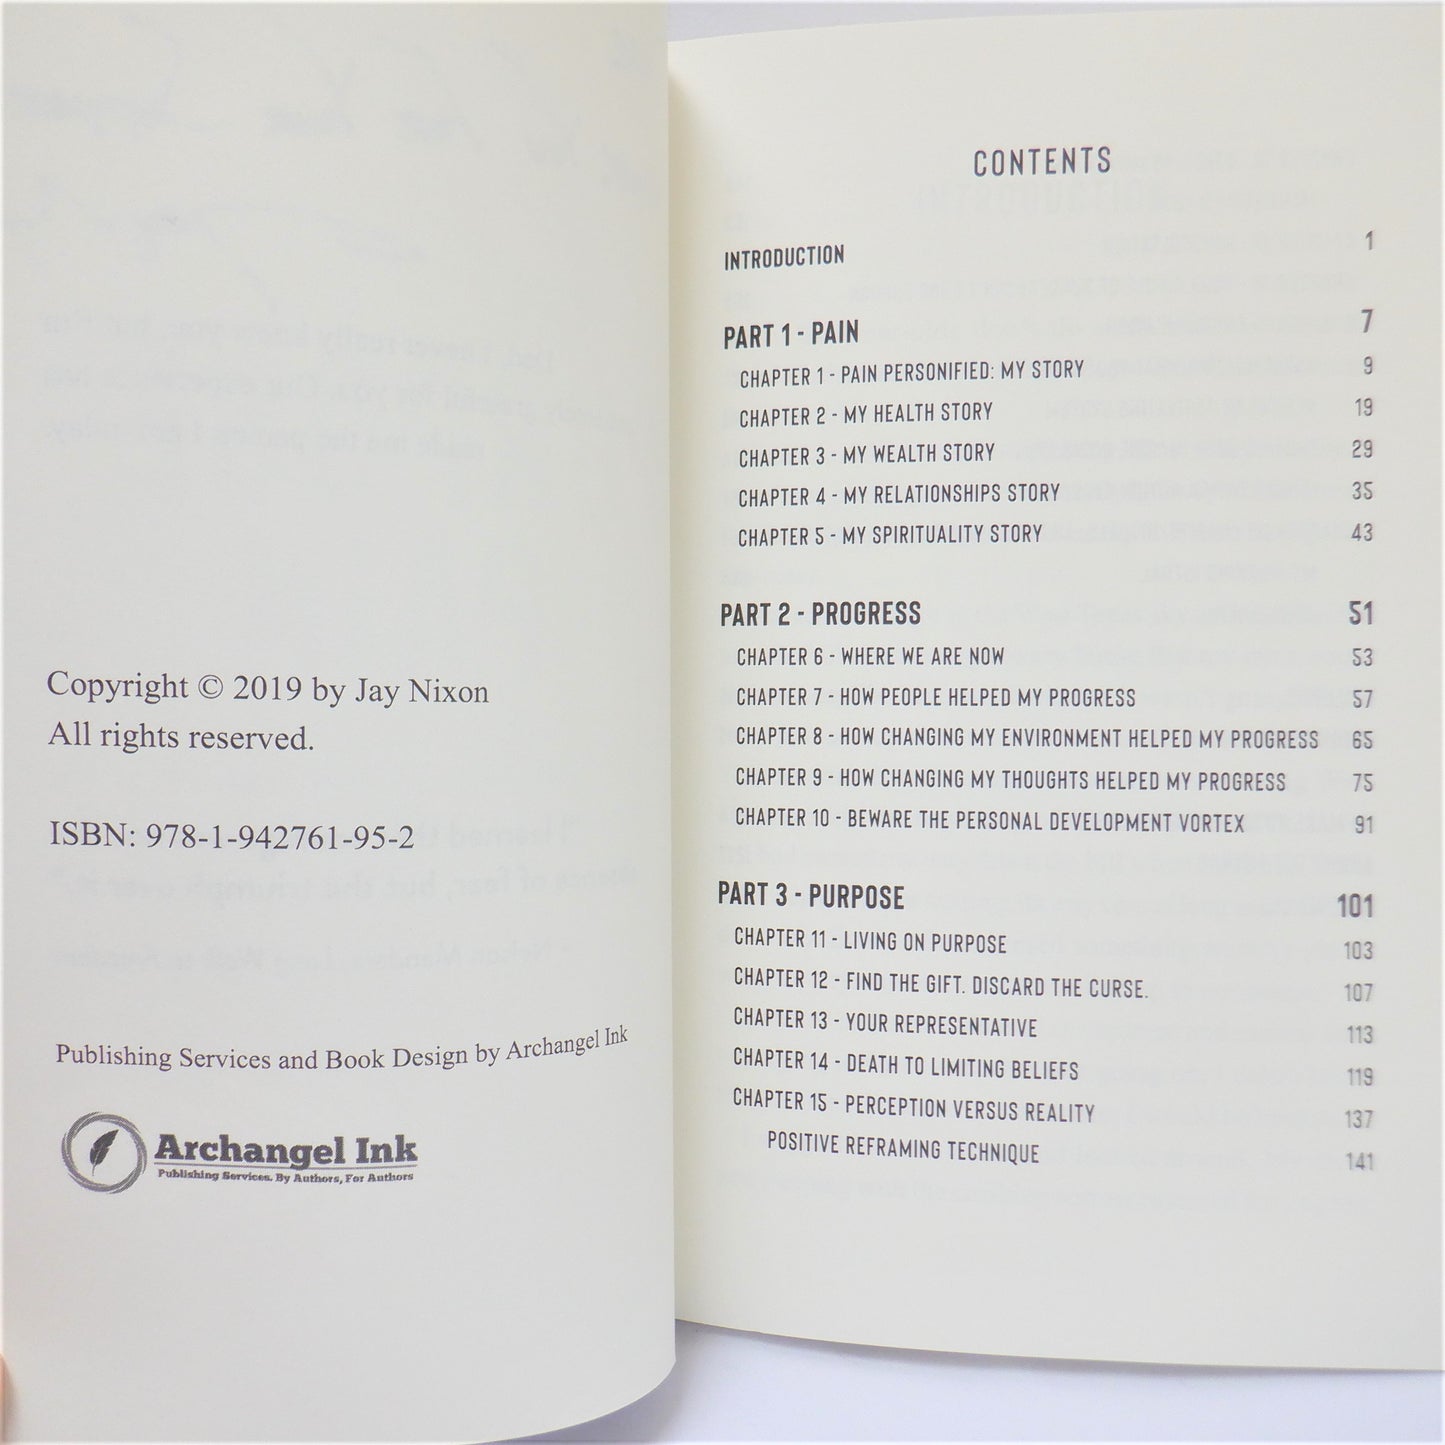 Copyright © 2019 by Jay Nixon
All rights reserved.
ISBN: 978-1-942761-95-2
Publishing Services and Book Design by Archangel Ink
Archangel Ink
Publishing Services. By Authors, For Authors
CONTENTS
INTRODUCTION 1
PART 1 - PAIN 7
CHAPTER 1 - PAIN PERSONIFIED: MY STORY 9
CHAPTER 2 - MY HEALTH STORY 19
CHAPTER 3 - MY WEALTH STORY 29
CHAPTER 4 - MY RELATIONSHIPS STORY 35
CHAPTER 5 - MY SPIRITUALITY STORY 43
PART 2 - PROGRESS 51
CHAPTER 6 - WHERE WE ARE NOW 53
CHAPTER 7 - HOW PEOPLE HELPED MY PROGRESS 57
CHAPTER 8 - HOW CHANGING MY ENVIRONMENT HELPED MY PROGRESS 65
CHAPTER 9 - HOW CHANGING MY THOUGHTS HELPED MY PROGRESS 75
CHAPTER 10 - BEWARE THE PERSONAL DEVELOPMENT VORTEX 91
PART 3 - PURPOSE 101
CHAPTER 11 - LIVING ON PURPOSE 103
CHAPTER 12 - FIND THE GIFT. DISCARD THE CURSE. 107
CHAPTER 13 - YOUR REPRESENTATIVE 113
CHAPTER 14 - DEATH TO LIMITING BELIEFS 119
CHAPTER 15 - PERCEPTION VERSUS REALITY 137
POSITIVE REFRAMING TECHNIQUE 141